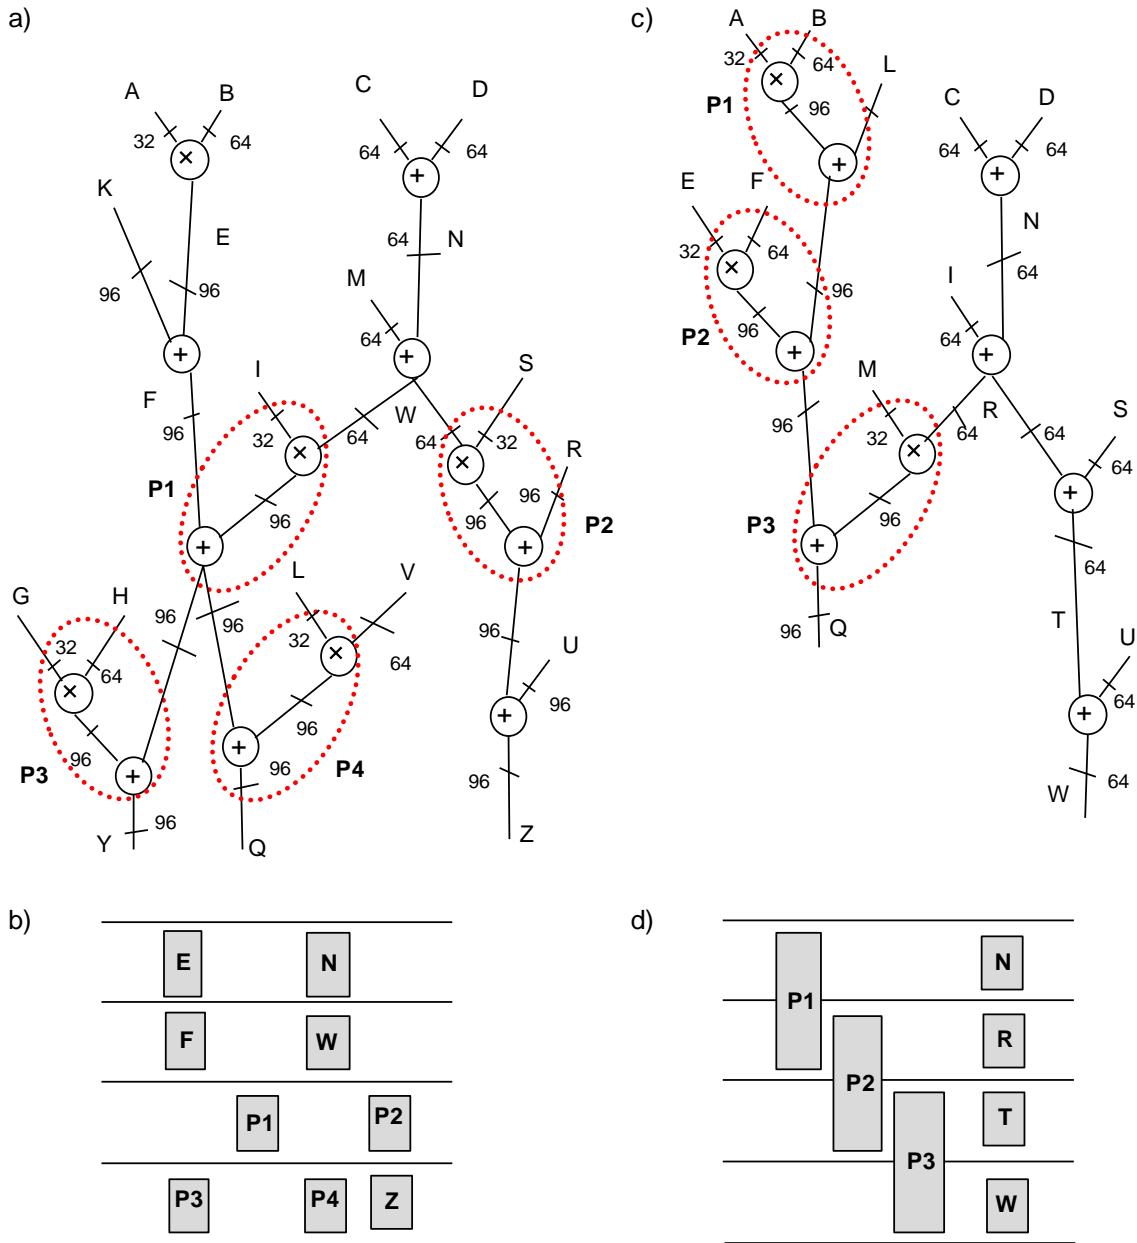 a)
A B C D
32 64
×
64 64
+
K
E
N
64
M
96 96
64
+
+
F
I
W
S
96
32
64
64
32
×
×
R
P1
96
96
96
P2
+
+
G H L V
96
96
32
64
32
64
×
×
96
U
96
96
96
+
+
+
P3
96
P4
Y
96
Q
96
Z
c)
A B
32 64
×
L
P1
96
+
C D
64 64
+
E F
32 64
×
N
64
I
96
96
64
P2
+
+
M
R
S
96
32
64
64
64
×
+
P3
96
+
64
96
Q
T
U
64
+
W
64
b)
E N
F W
P1 P2
P3 P4 Z
d)
N
P1
R
P2
T
P3
W